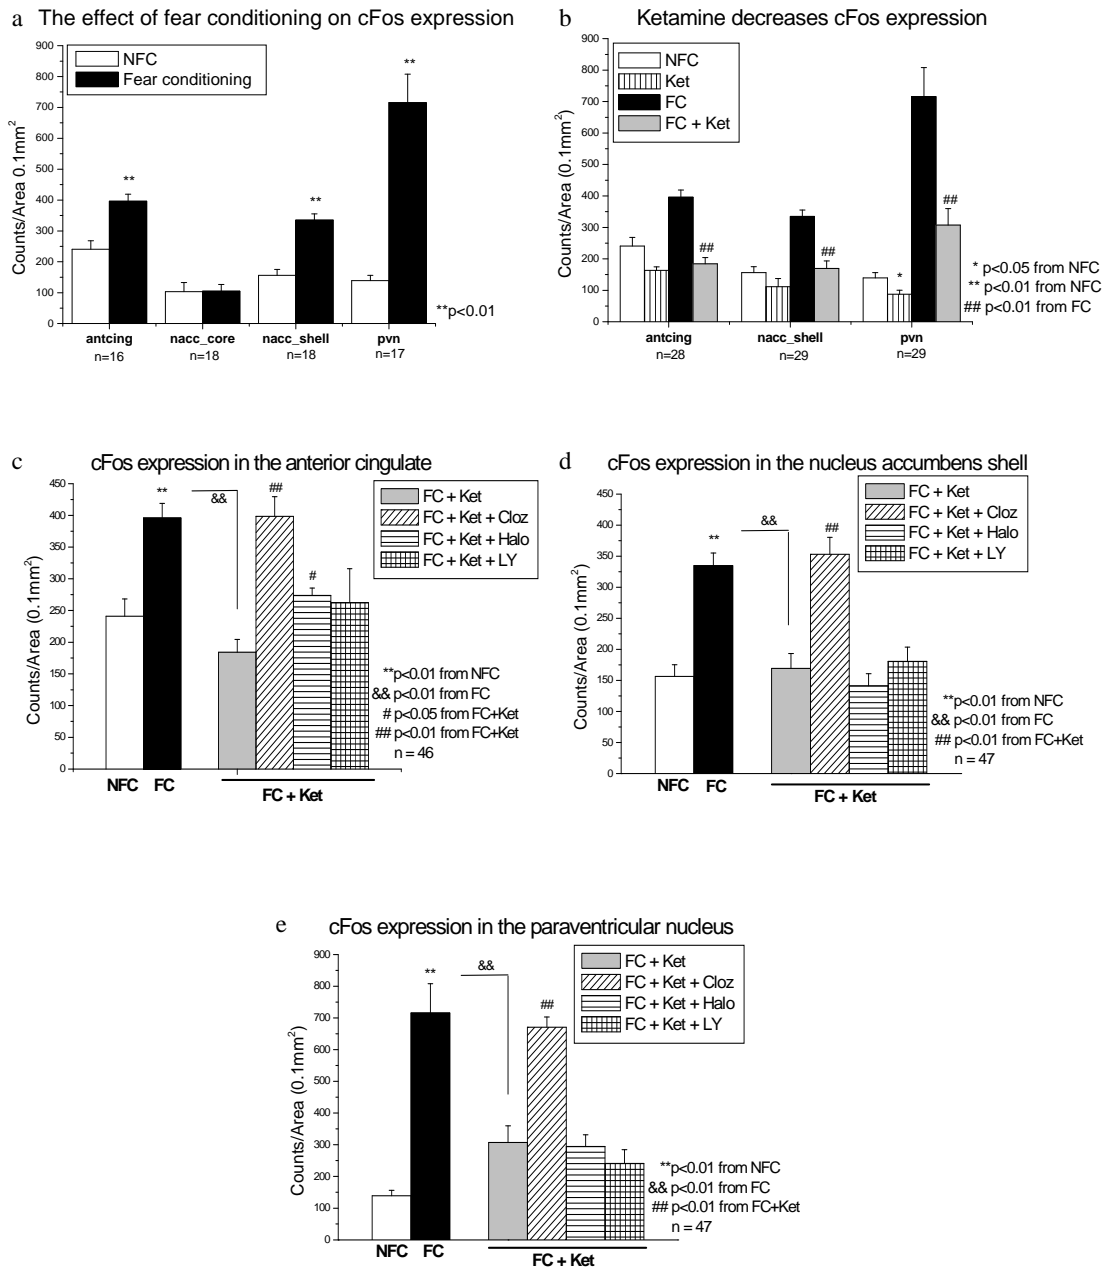 a The effect of fear conditioning on cFos expression
900
800
700
600
500
400
300
200
100
0
Counts/Area 0.1mm²
NFC
Fear conditioning
**
**
**
antcing
n=16
nacc_core
n=18
nacc_shell
n=18
pvn
n=17
**p<0.01
b Ketamine decreases cFos expression
900
800
700
600
500
400
300
200
100
0
Counts/Area (0.1mm²)
NFC
Ket
FC
FC + Ket
##
##
*
##
antcing
n=28
nacc_shell
n=29
pvn
n=29
* p<0.05 from NFC
** p<0.01 from NFC
## p<0.01 from FC
c cFos expression in the anterior cingulate
450
400
350
300
250
200
150
100
50
0
Counts/Area (0.1mm²)
**
&&
##
#
FC + Ket
FC + Ket + Cloz
FC + Ket + Halo
FC + Ket + LY
**p<0.01 from NFC
&& p<0.01 from FC
# p<0.05 from FC+Ket
## p<0.01 from FC+Ket
n = 46
NFC FC
FC + Ket
d cFos expression in the nucleus accumbens shell
450
400
350
300
250
200
150
100
50
0
Counts/Area (0.1mm²)
**
&&
##
FC + Ket
FC + Ket + Cloz
FC + Ket + Halo
FC + Ket + LY
**p<0.01 from NFC
&& p<0.01 from FC
## p<0.01 from FC+Ket
n = 47
NFC FC
FC + Ket
e cFos expression in the paraventricular nucleus
900
800
700
600
500
400
300
200
100
0
Counts/Area (0.1mm²)
**
&&
##
FC + Ket
FC + Ket + Cloz
FC + Ket + Halo
FC + Ket + LY
**p<0.01 from NFC
&& p<0.01 from FC
## p<0.01 from FC+Ket
n = 47
NFC FC
FC + Ket